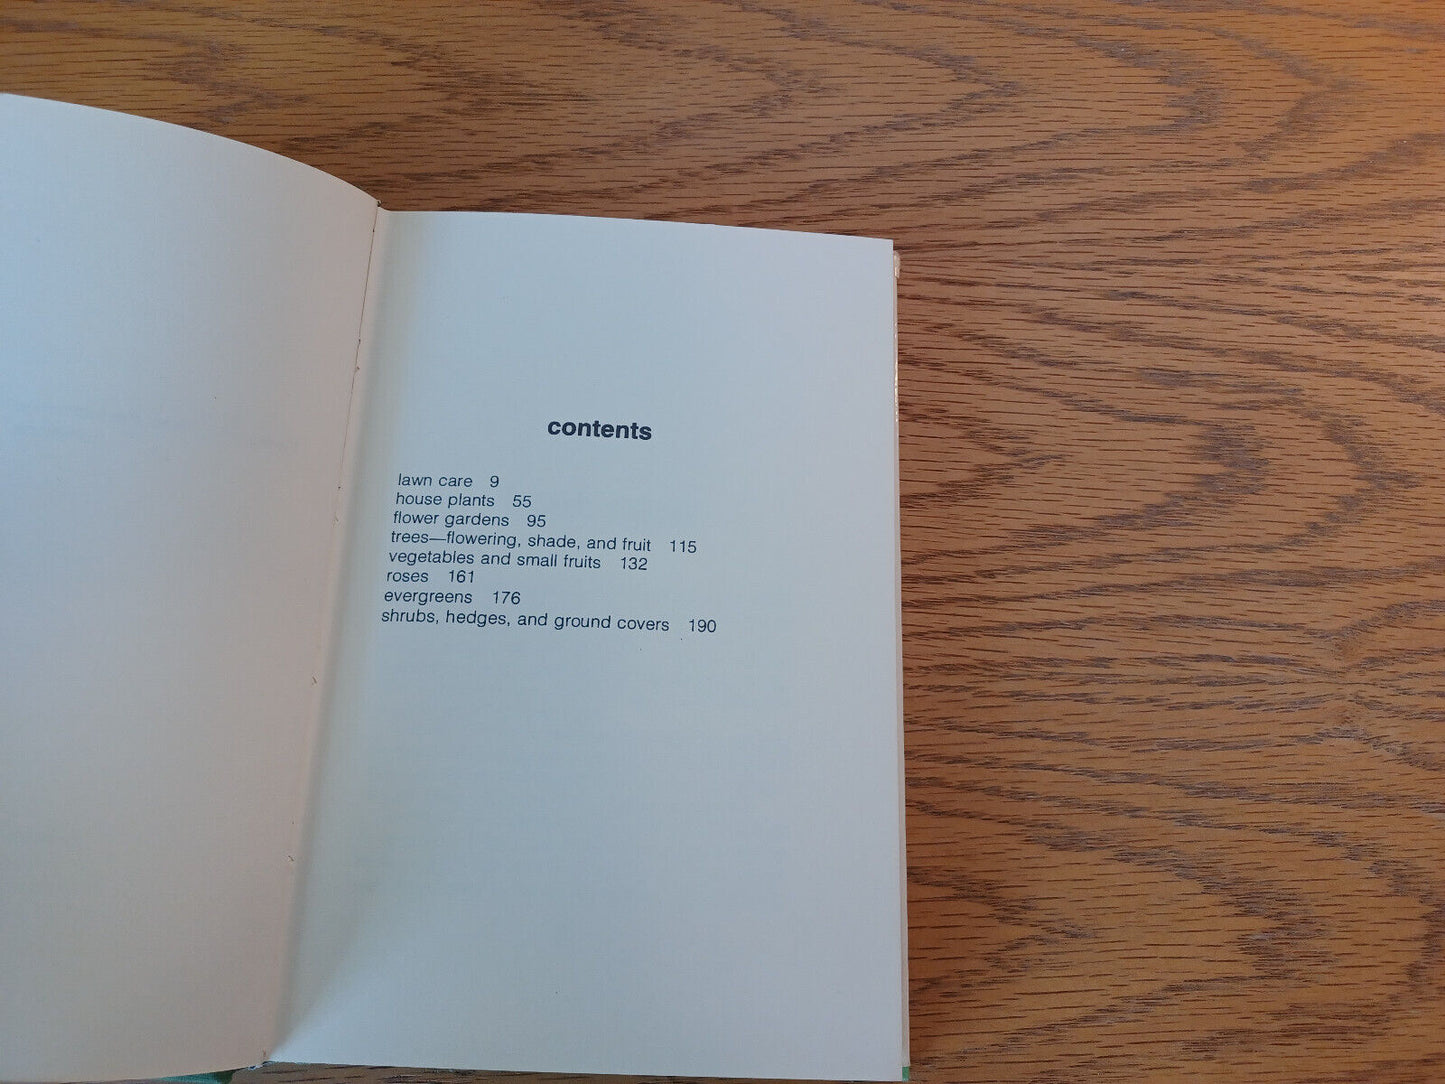 contents
lawn care 9
house plants 55
flower gardens 95
trees—flowering, shade, and fruit 115
vegetables and small fruits 132
roses 161
evergreens 176
shrubs, hedges, and ground covers 190